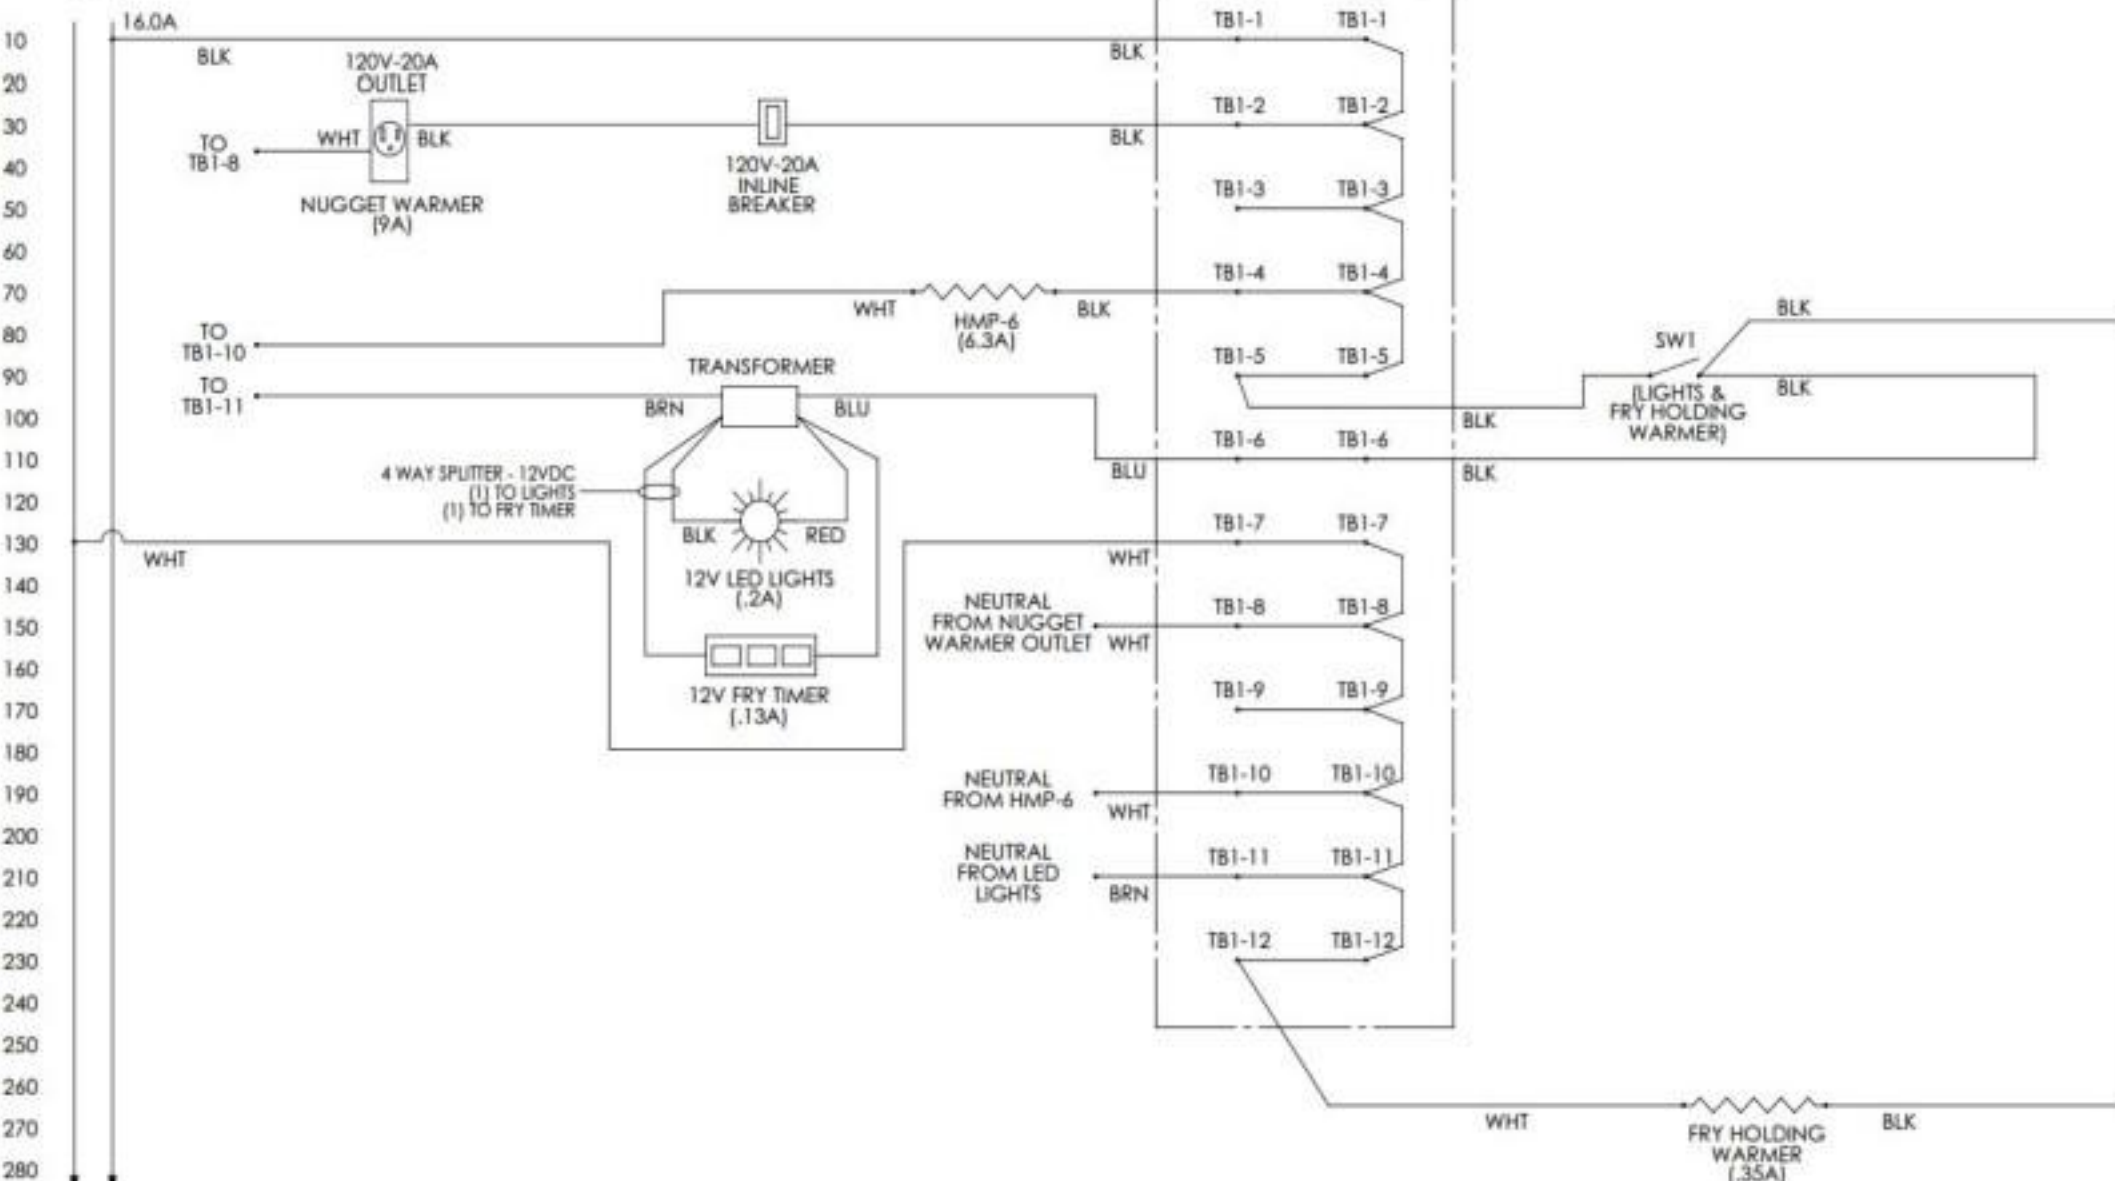 16.0A
TB1-1 TB1-1
10
BLK BLK
120V-20A
OUTLET
20
TB1-2 TB1-2
30
WHT BLK BLK
TO
TB1-8
40
120V-20A
INLINE
BREAKER
NUGGET WARMER
(9A)
TB1-3 TB1-3
50
60
TB1-4 TB1-4
70
WHT BLK
HMP-6
(6.3A)
BLK
80
TO
TB1-10
SW1
TB1-5 TB1-5
TRANSFORMER
90
TO
TB1-11
BLK
(LIGHTS &
FRY HOLDING
WARMER)
BRN BLU
100
BLK
TB1-6 TB1-6
110
BLU BLK
4 WAY SPLITTER - 12VDC
(1) TO LIGHTS
(1) TO FRY TIMER
120
TB1-7 TB1-7
BLK RED
130
WHT WHT
12V LED LIGHTS
(.2A)
140
NEUTRAL
FROM NUGGET
WARMER OUTLET
TB1-8 TB1-8
150
WHT
160
12V FRY TIMER
(.13A)
TB1-9 TB1-9
170
180
NEUTRAL
FROM HMP-6
TB1-10 TB1-10
190
WHT
200
NEUTRAL
FROM LED
LIGHTS
TB1-11 TB1-11
210
BRN
220
TB1-12 TB1-12
230
240
250
260
270
WHT BLK
FRY HOLDING
WARMER
(.35A)
280